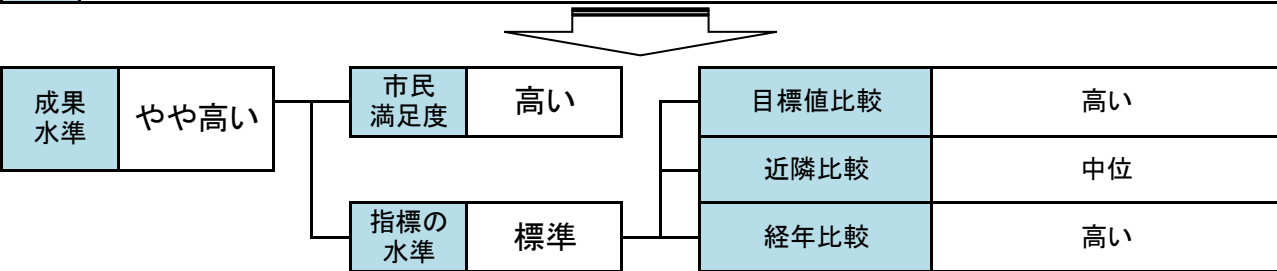 成果
水準
やや高い
市民
満足度
高い
指標の
水準
標準
目標値比較
高い
近隣比較
中位
経年比較
高い